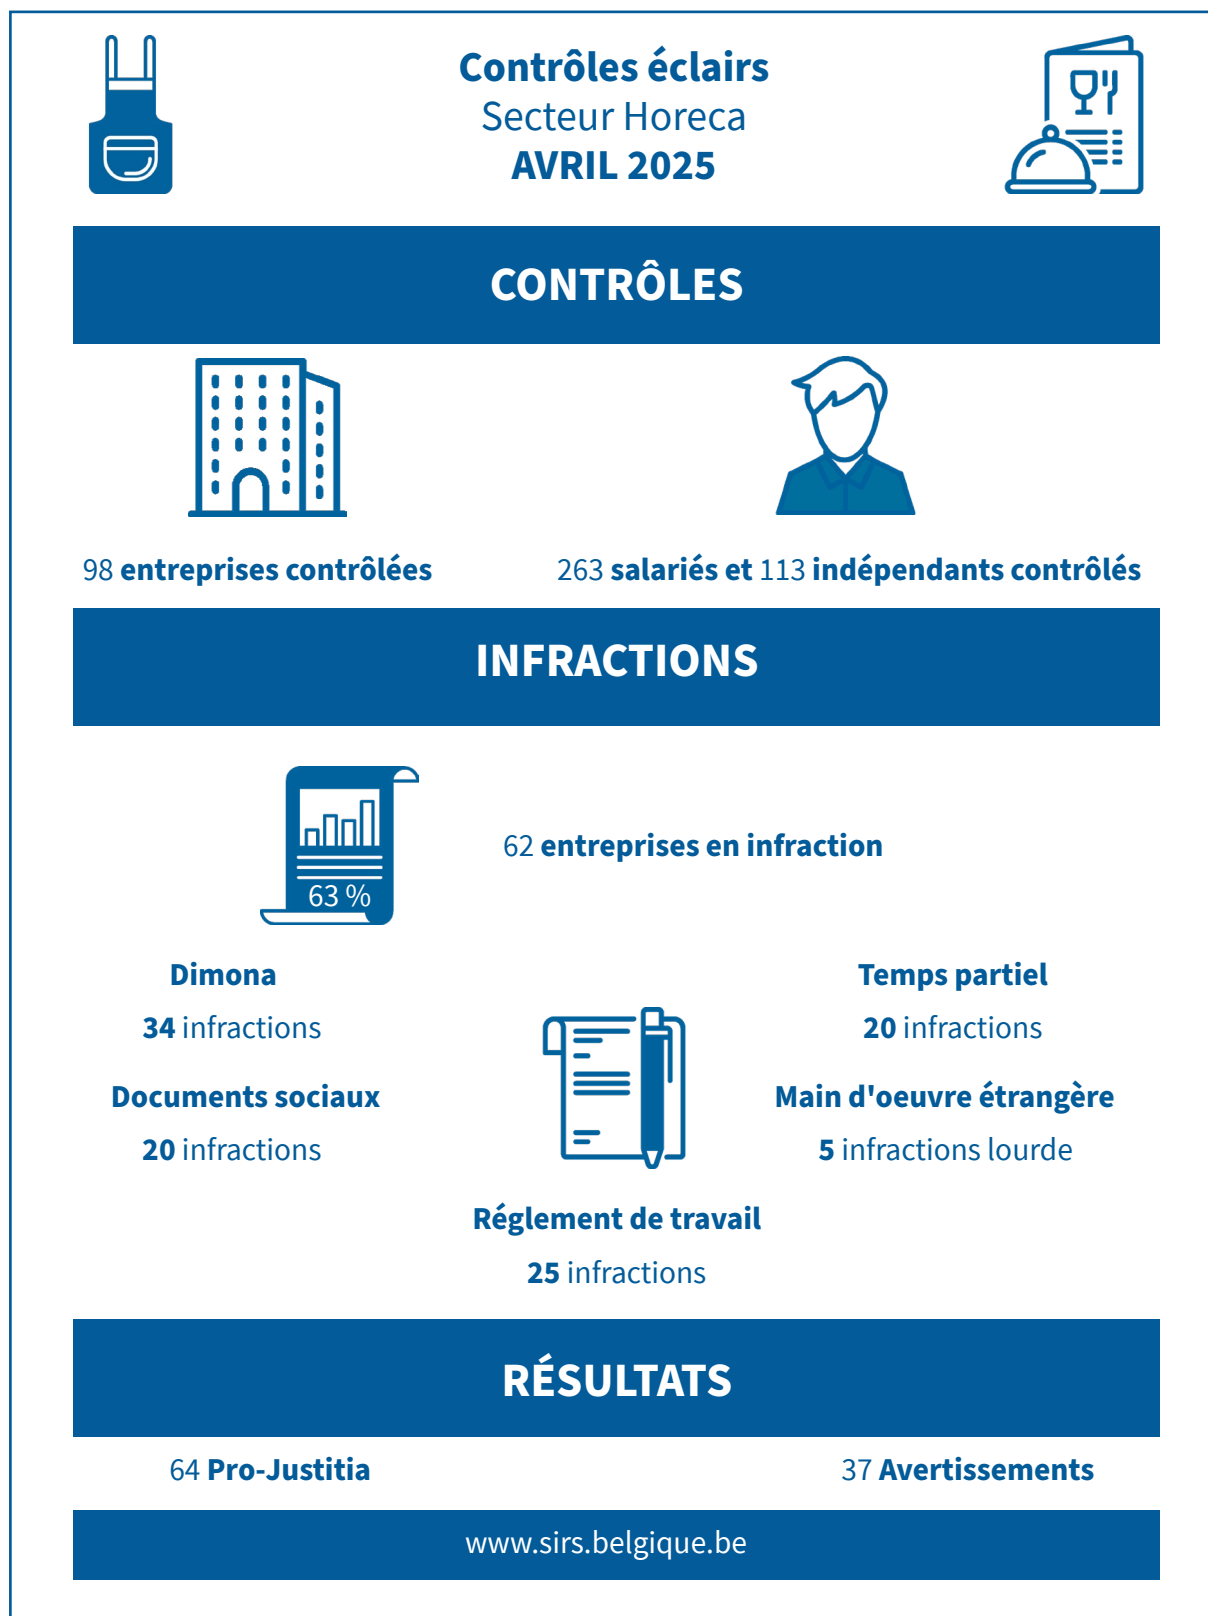 Contrôles éclairs
Secteur Horeca
AVRIL 2025
CONTRÔLES
98 entreprises contrôlées
263 salariés et 113 indépendants contrôlés
INFRACTIONS
63 %
62 entreprises en infraction
Dimona
34 infractions
Documents sociaux
20 infractions
Temps partiel
20 infractions
Main d'oeuvre étrangère
5 infractions lourde
Réglement de travail
25 infractions
RÉSULTATS
64 Pro-Justitia
37 Avertissements
www.sirs.belgique.be